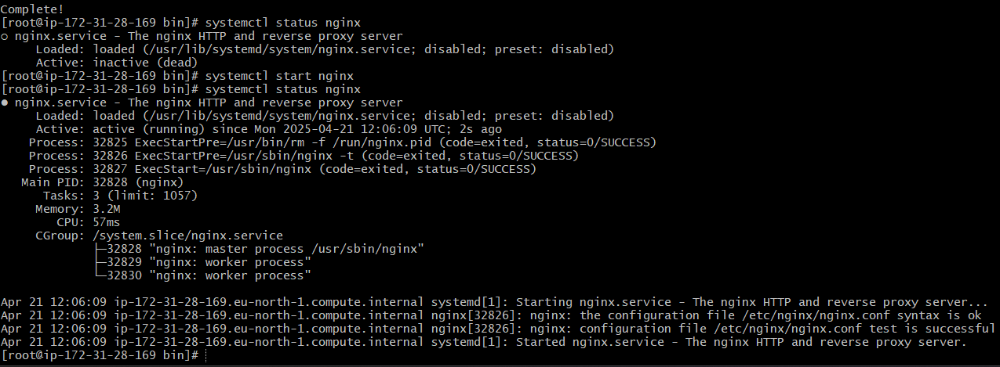 Complete!
[root@ip-172-31-28-169 bin]# systemctl status nginx
○ nginx.service - The nginx HTTP and reverse proxy server
     Loaded: loaded (/usr/lib/systemd/system/nginx.service; disabled; preset: disabled)
     Active: inactive (dead)
[root@ip-172-31-28-169 bin]# systemctl start nginx
[root@ip-172-31-28-169 bin]# systemctl status nginx
● nginx.service - The nginx HTTP and reverse proxy server
     Loaded: loaded (/usr/lib/systemd/system/nginx.service; disabled; preset: disabled)
     Active: active (running) since Mon 2025-04-21 12:06:09 UTC; 2s ago
    Process: 32825 ExecStartPre=/usr/bin/rm -f /run/nginx.pid (code=exited, status=0/SUCCESS)
    Process: 32826 ExecStartPre=/usr/sbin/nginx -t (code=exited, status=0/SUCCESS)
    Process: 32827 ExecStart=/usr/sbin/nginx (code=exited, status=0/SUCCESS)
   Main PID: 32828 (nginx)
      Tasks: 3 (limit: 1057)
     Memory: 3.2M
        CPU: 57ms
     CGroup: /system.slice/nginx.service
             ├─32828 "nginx: master process /usr/sbin/nginx"
             ├─32829 "nginx: worker process"
             └─32830 "nginx: worker process"

Apr 21 12:06:09 ip-172-31-28-169.eu-north-1.compute.internal systemd[1]: Starting nginx.service - The nginx HTTP and reverse proxy server...
Apr 21 12:06:09 ip-172-31-28-169.eu-north-1.compute.internal nginx[32826]: nginx: the configuration file /etc/nginx/nginx.conf syntax is ok
Apr 21 12:06:09 ip-172-31-28-169.eu-north-1.compute.internal nginx[32826]: nginx: configuration file /etc/nginx/nginx.conf test is successful
Apr 21 12:06:09 ip-172-31-28-169.eu-north-1.compute.internal systemd[1]: Started nginx.service - The nginx HTTP and reverse proxy server.
[root@ip-172-31-28-169 bin]#